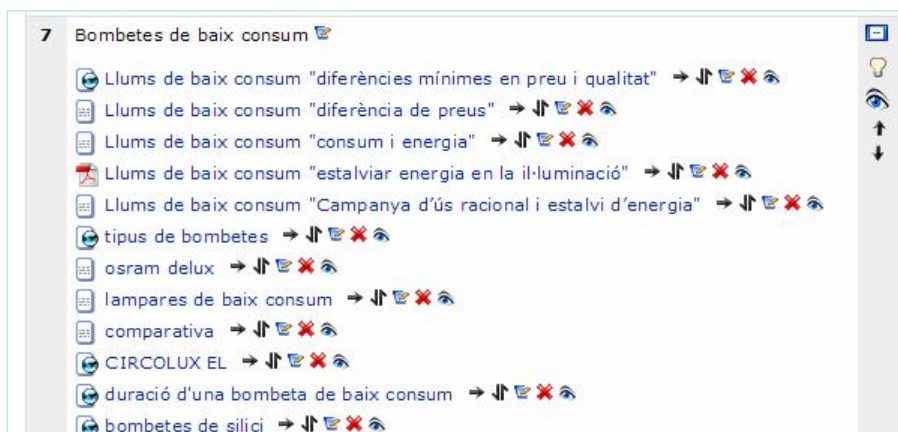 7 Bombetes de baix consum
Llums de baix consum "diferències mínimes en preu i qualitat"
Llums de baix consum "diferència de preus"
Llums de baix consum "consum i energia"
Llums de baix consum "estalviar energia en la il·luminació"
Llums de baix consum "Campanya d'ús racional i estalvi d'energia"
tipus de bombetes
osram delux
lampares de baix consum
comparativa
CIRCOLUX EL
duració d'una bombeta de baix consum
bombetes de silici